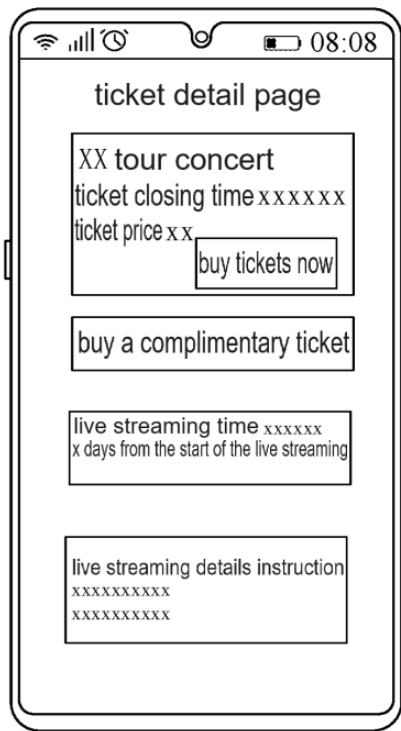 08:08
ticket detail page
XX tour concert
ticket closing time xxxxxx
ticket price xx
buy tickets now
buy a complimentary ticket
live streaming time xxxxxx
x days from the start of the live streaming
live streaming details instruction
xxxxxxxxxx
xxxxxxxxxx